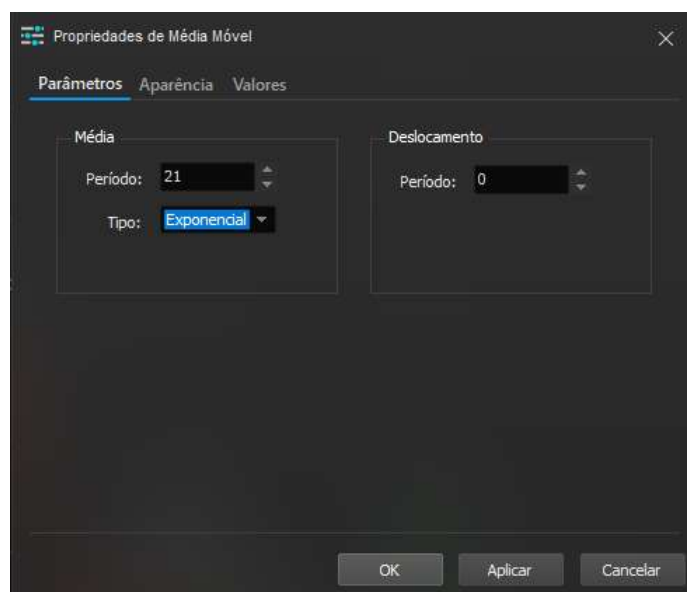 Propriedades de Média Móvel
Parâmetros Aparência Valores
Média
Período: 21
Tipo: Exponencial
Deslocamento
Período: 0
OK Aplicar Cancelar